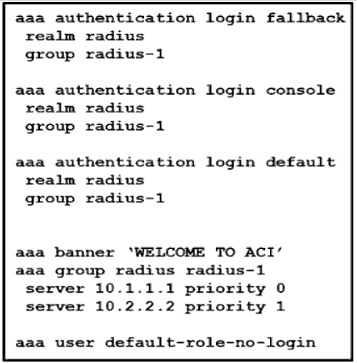 aaa authentication login fallback
realm radius
group radius-1
aaa authentication login console
realm radius
group radius-1
aaa authentication login default
realm radius
group radius-1
aaa banner ‘WELCOME TO ACI’
aaa group radius radius-1
server 10.1.1.1 priority 0
server 10.2.2.2 priority 1
aaa user default-role-no-login